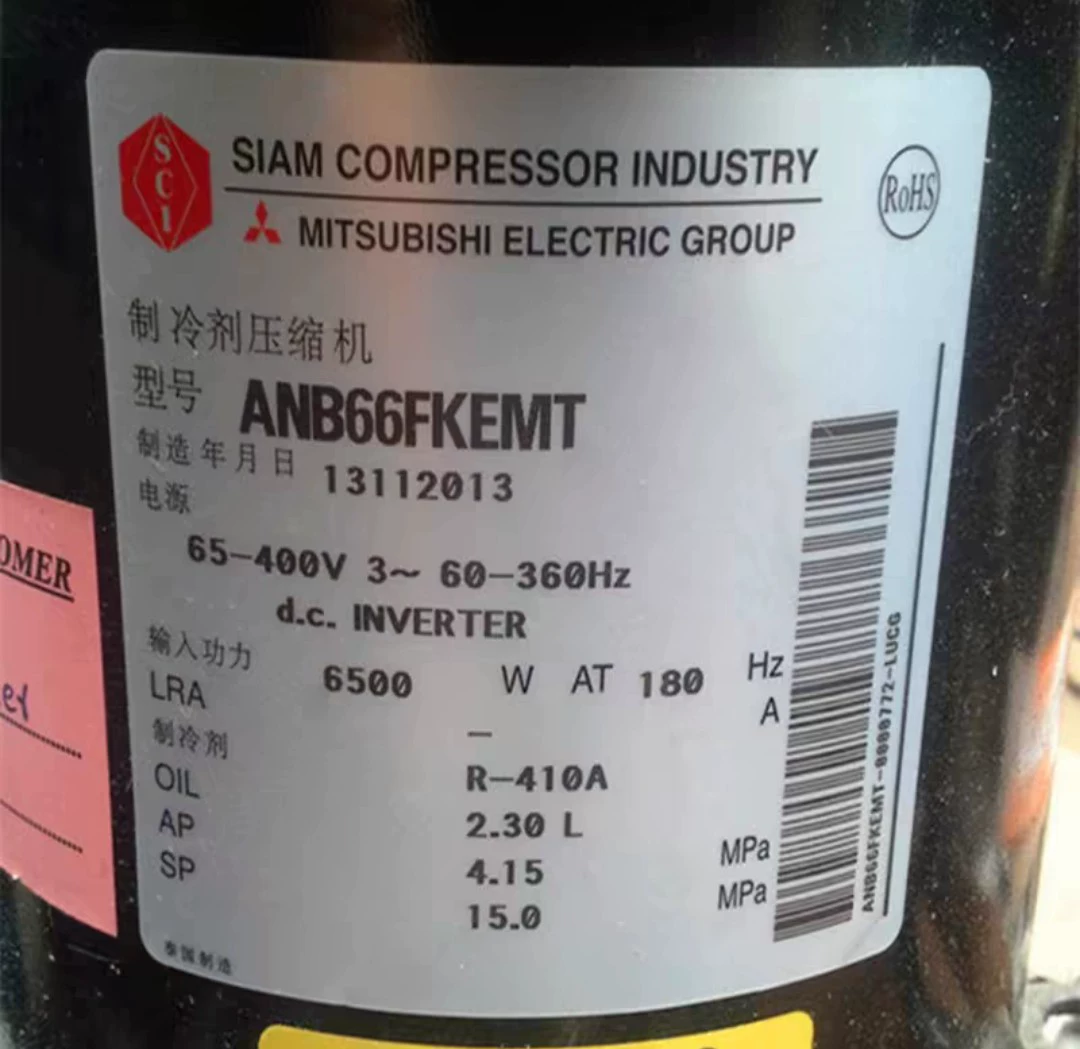 SCI
SIAM COMPRESSOR INDUSTRY
MITSUBISHI ELECTRIC GROUP
RoHS
制冷剂压缩机
型号 ANB66FKEMT
制造年月日 13112013
电源
65-400V 3~ 60-360Hz
d.c. INVERTER
输入功力 6500 W AT 180 Hz
LRA - A
制冷剂 R-410A
OIL 2.30 L
AP 4.15 MPa
SP 15.0 MPa
泰国制造
ANB66FKEMT-0000772-LUCG
OMER